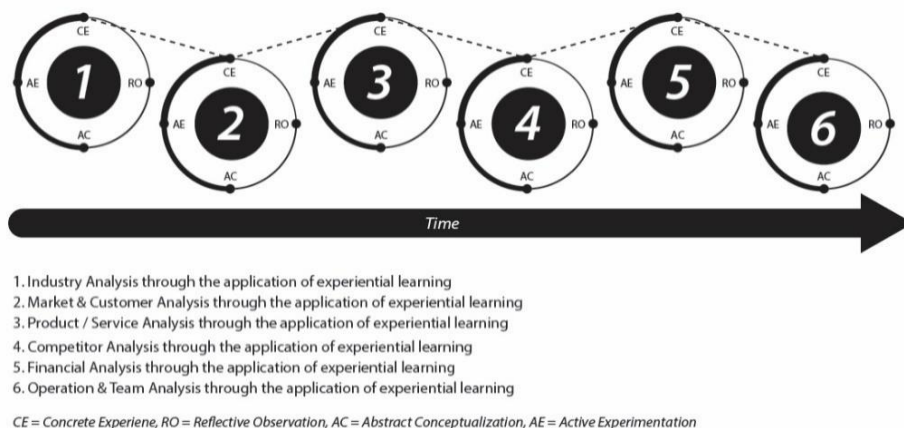 CE
AE 1 RO
AC
CE
AE 2 RO
AC
CE
AE 3 RO
AC
CE
AE 4 RO
AC
CE
AE 5 RO
AC
CE
AE 6 RO
AC
Time
1. Industry Analysis through the application of experiential learning
2. Market & Customer Analysis through the application of experiential learning
3. Product / Service Analysis through the application of experiential learning
4. Competitor Analysis through the application of experiential learning
5. Financial Analysis through the application of experiential learning
6. Operation & Team Analysis through the application of experiential learning
CE = Concrete Experiene, RO = Reflective Observation, AC = Abstract Conceptualization, AE = Active Experimentation